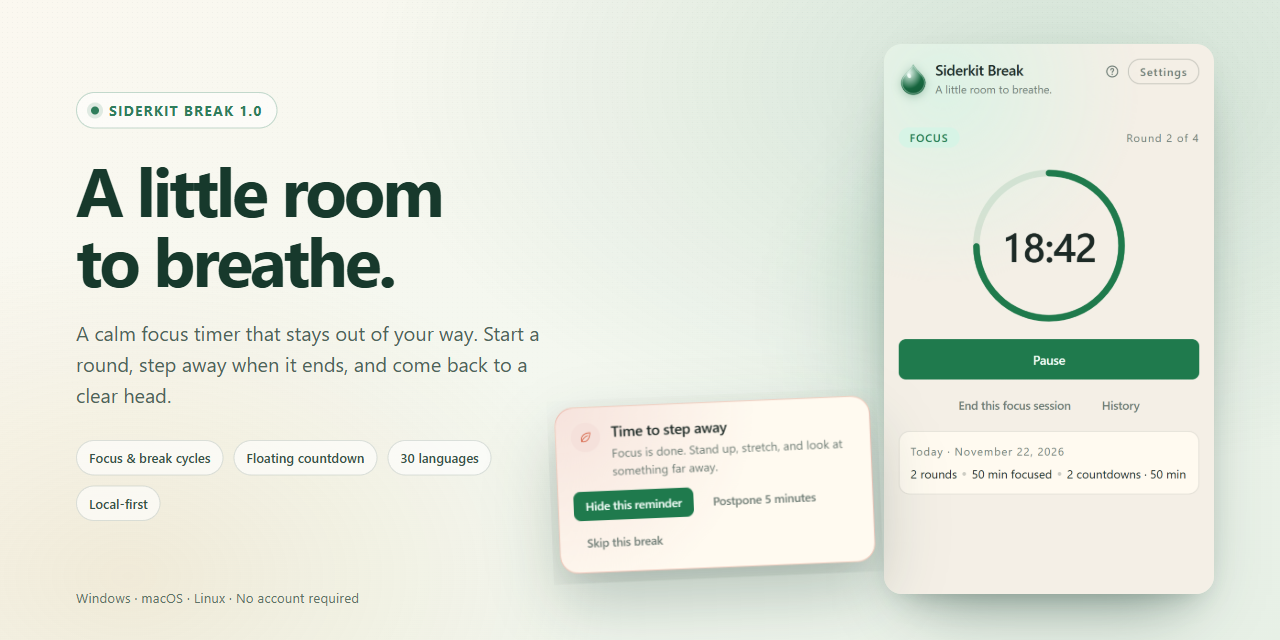 SIDERKIT BREAK 1.0
A little room
to breathe.
A calm focus timer that stays out of your way. Start a
round, step away when it ends, and come back to a
clear head.
Focus & break cycles
Floating countdown
30 languages
Local-first
Windows · macOS · Linux · No account required
Time to step away
Focus is done. Stand up, stretch, and look at
something far away.
Hide this reminder
Postpone 5 minutes
Skip this break
Siderkit Break
A little room to breathe.
?
Settings
FOCUS
Round 2 of 4
18:42
Pause
End this focus session
History
Today · November 22, 2026
2 rounds • 50 min focused • 2 countdowns · 50 min